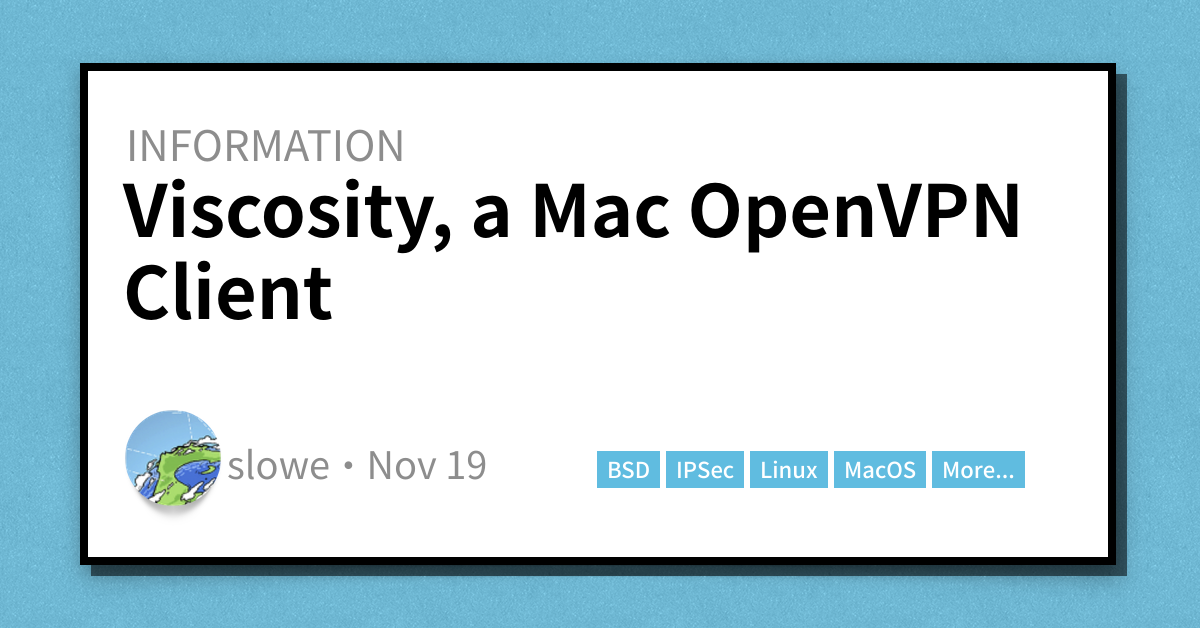 INFORMATION
Viscosity, a Mac OpenVPN
Client
slowe • Nov 19
BSD IPSec Linux MacOS More...